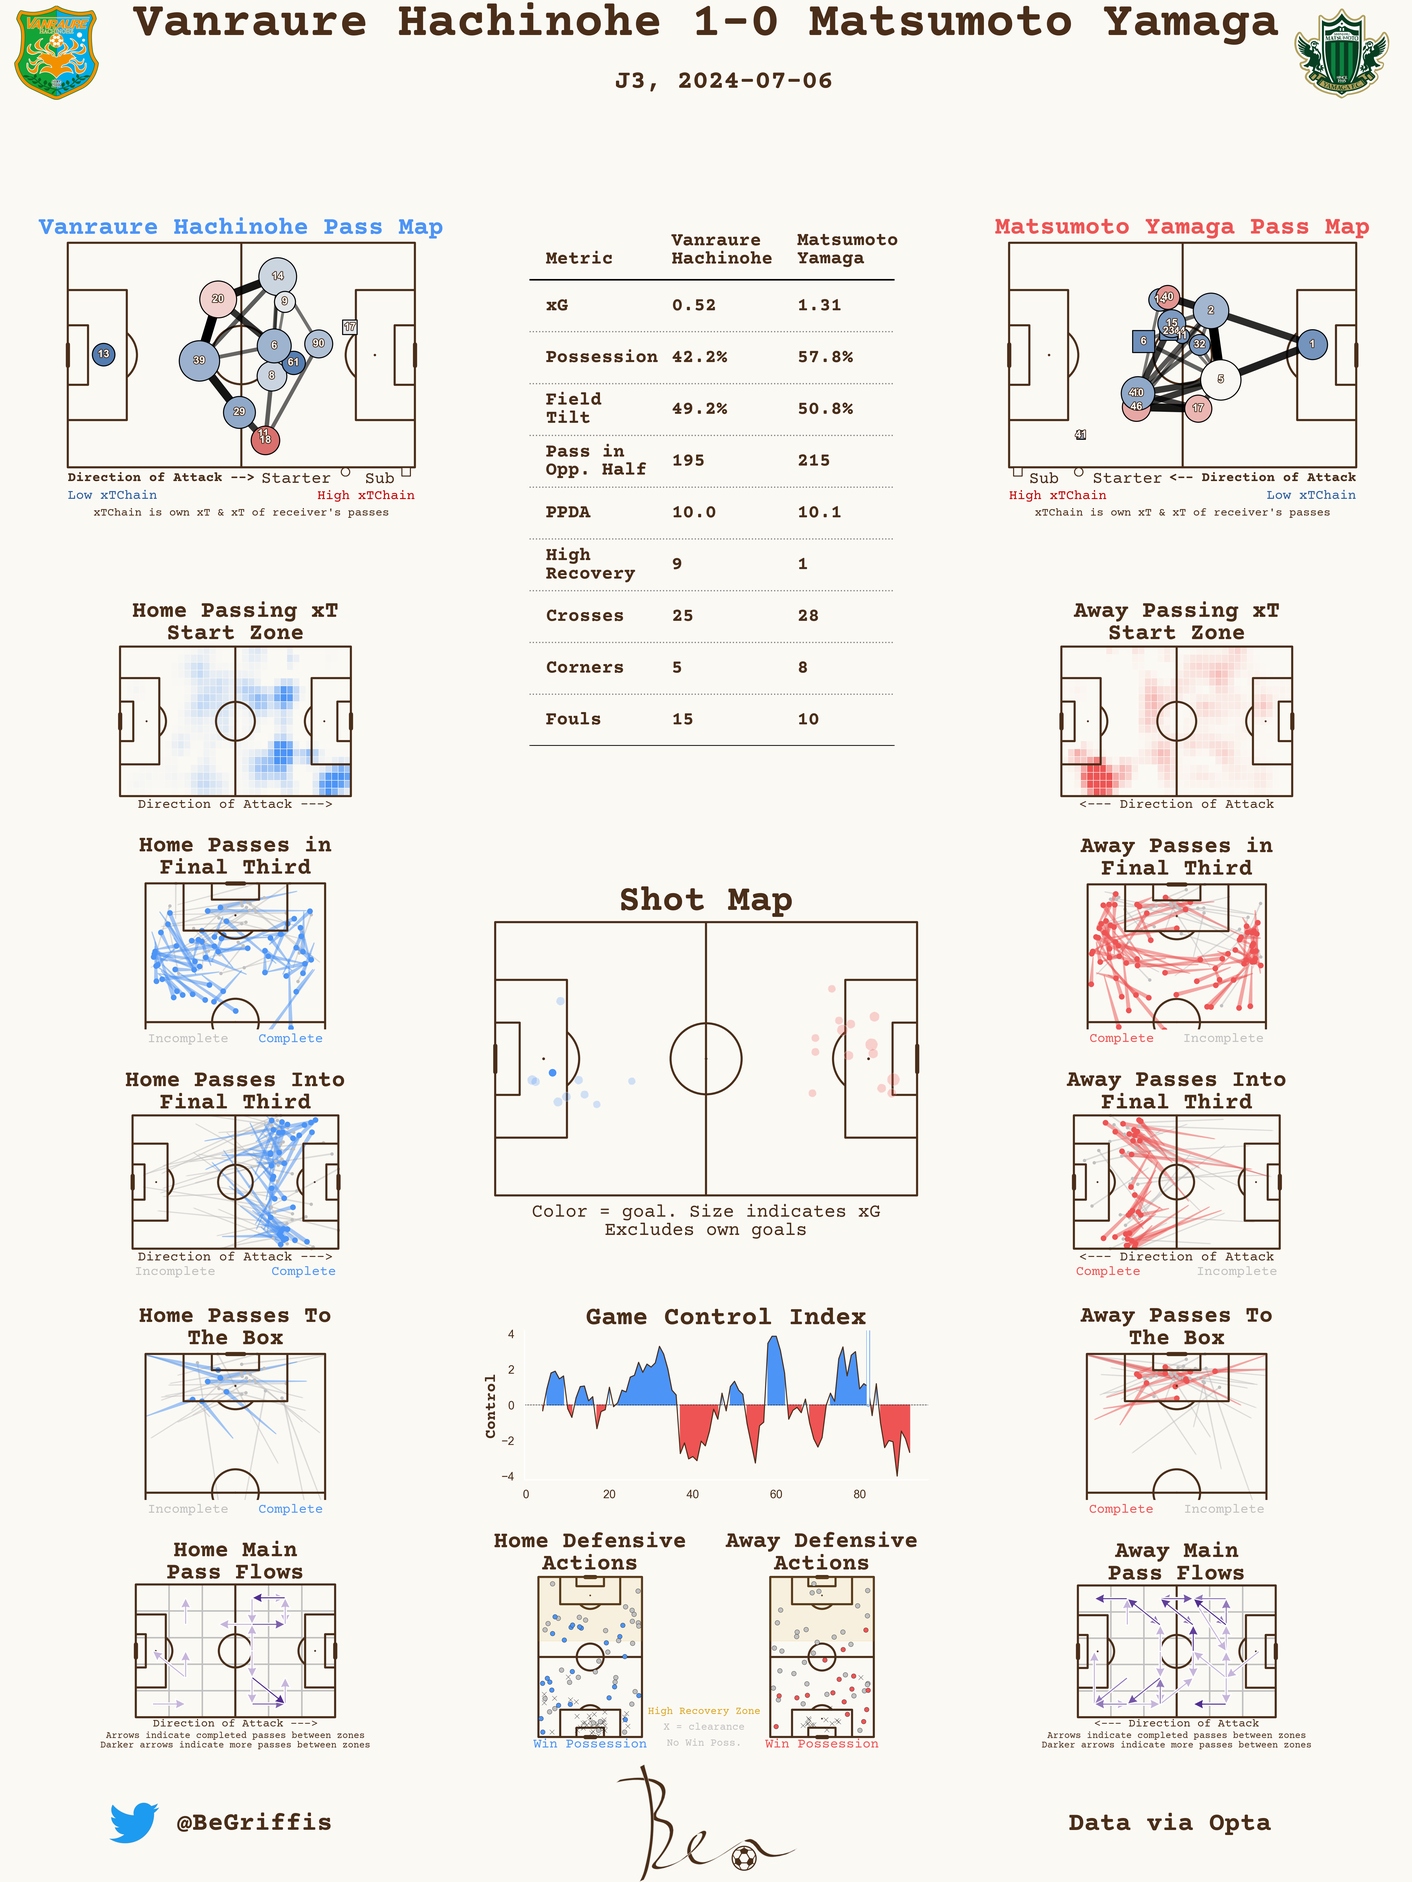 Vanraure Hachinohe 1-0 Matsumoto Yamaga
J3, 2024-07-06
VANRAURE
HACHINOHE
MATSUMOTO
YAMAGA F.C.
Vanraure Hachinohe Pass Map
13
20
14
9
17
39
6
90
61
8
29
11
18
Direction of Attack --> Starter Sub
Low xTChain High xTChain
xTChain is own xT & xT of receiver's passes
Metric Vanraure Hachinohe Matsumoto Yamaga
xG 0.52 1.31
Possession 42.2% 57.8%
Field Tilt 49.2% 50.8%
Pass in Opp. Half 195 215
PPDA 10.0 10.1
High Recovery 9 1
Crosses 25 28
Corners 5 8
Fouls 15 10
Matsumoto Yamaga Pass Map
40
2
15
6
32
1
5
46
17
41
Sub Starter <-- Direction of Attack
High xTChain Low xTChain
xTChain is own xT & xT of receiver's passes
Home Passing xT
Start Zone
Direction of Attack --->
Away Passing xT
Start Zone
<--- Direction of Attack
Home Passes in
Final Third
Incomplete Complete
Away Passes in
Final Third
Complete Incomplete
Home Passes Into
Final Third
Direction of Attack --->
Incomplete Complete
Away Passes Into
Final Third
<--- Direction of Attack
Complete Incomplete
Shot Map
Color = goal. Size indicates xG
Excludes own goals
Home Passes To
The Box
Incomplete Complete
Away Passes To
The Box
Complete Incomplete
Game Control Index
Control
4
2
0
−2
−4
0 20 40 60 80
Home Main
Pass Flows
Direction of Attack --->
Arrows indicate completed passes between zones
Darker arrows indicate more passes between zones
Home Defensive
Actions
Win Possession
Away Defensive
Actions
Win Possession
High Recovery Zone
X = clearance
No Win Poss.
Away Main
Pass Flows
<--- Direction of Attack
Arrows indicate completed passes between zones
Darker arrows indicate more passes between zones
@BeGriffis
Ben
Data via Opta